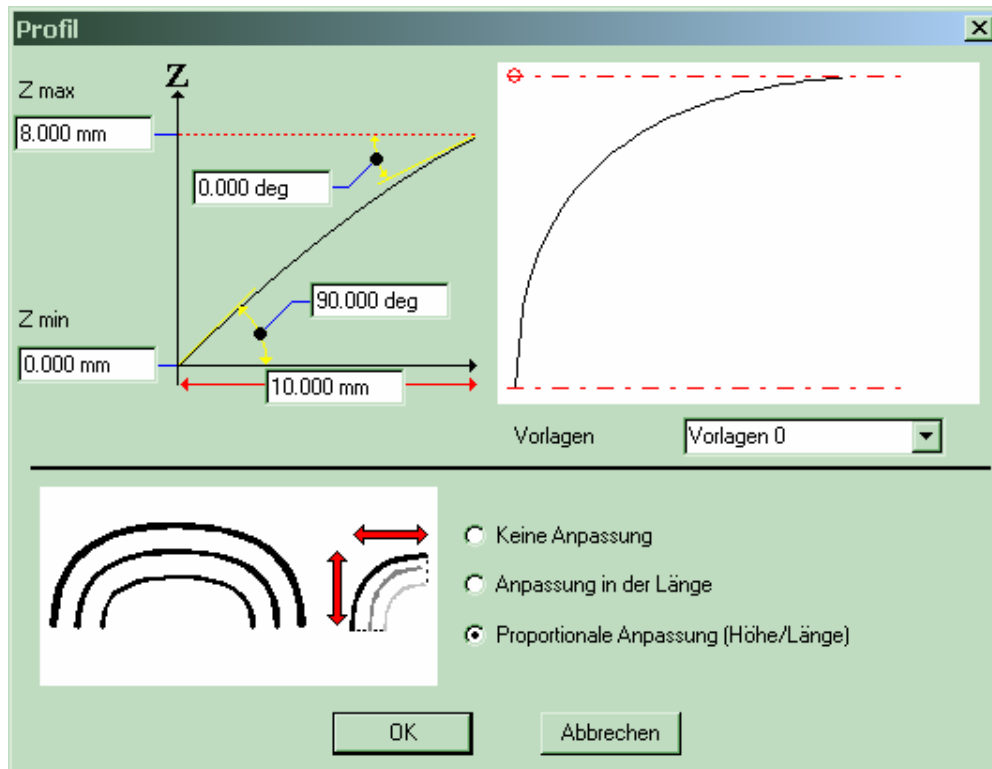 Profil
Z
Z max
8.000 mm
0.000 deg
90.000 deg
Z min
0.000 mm
10.000 mm
Vorlagen
Vorlagen 0
Keine Anpassung
Anpassung in der Länge
Proportionale Anpassung (Höhe/Länge)
OK
Abbrechen